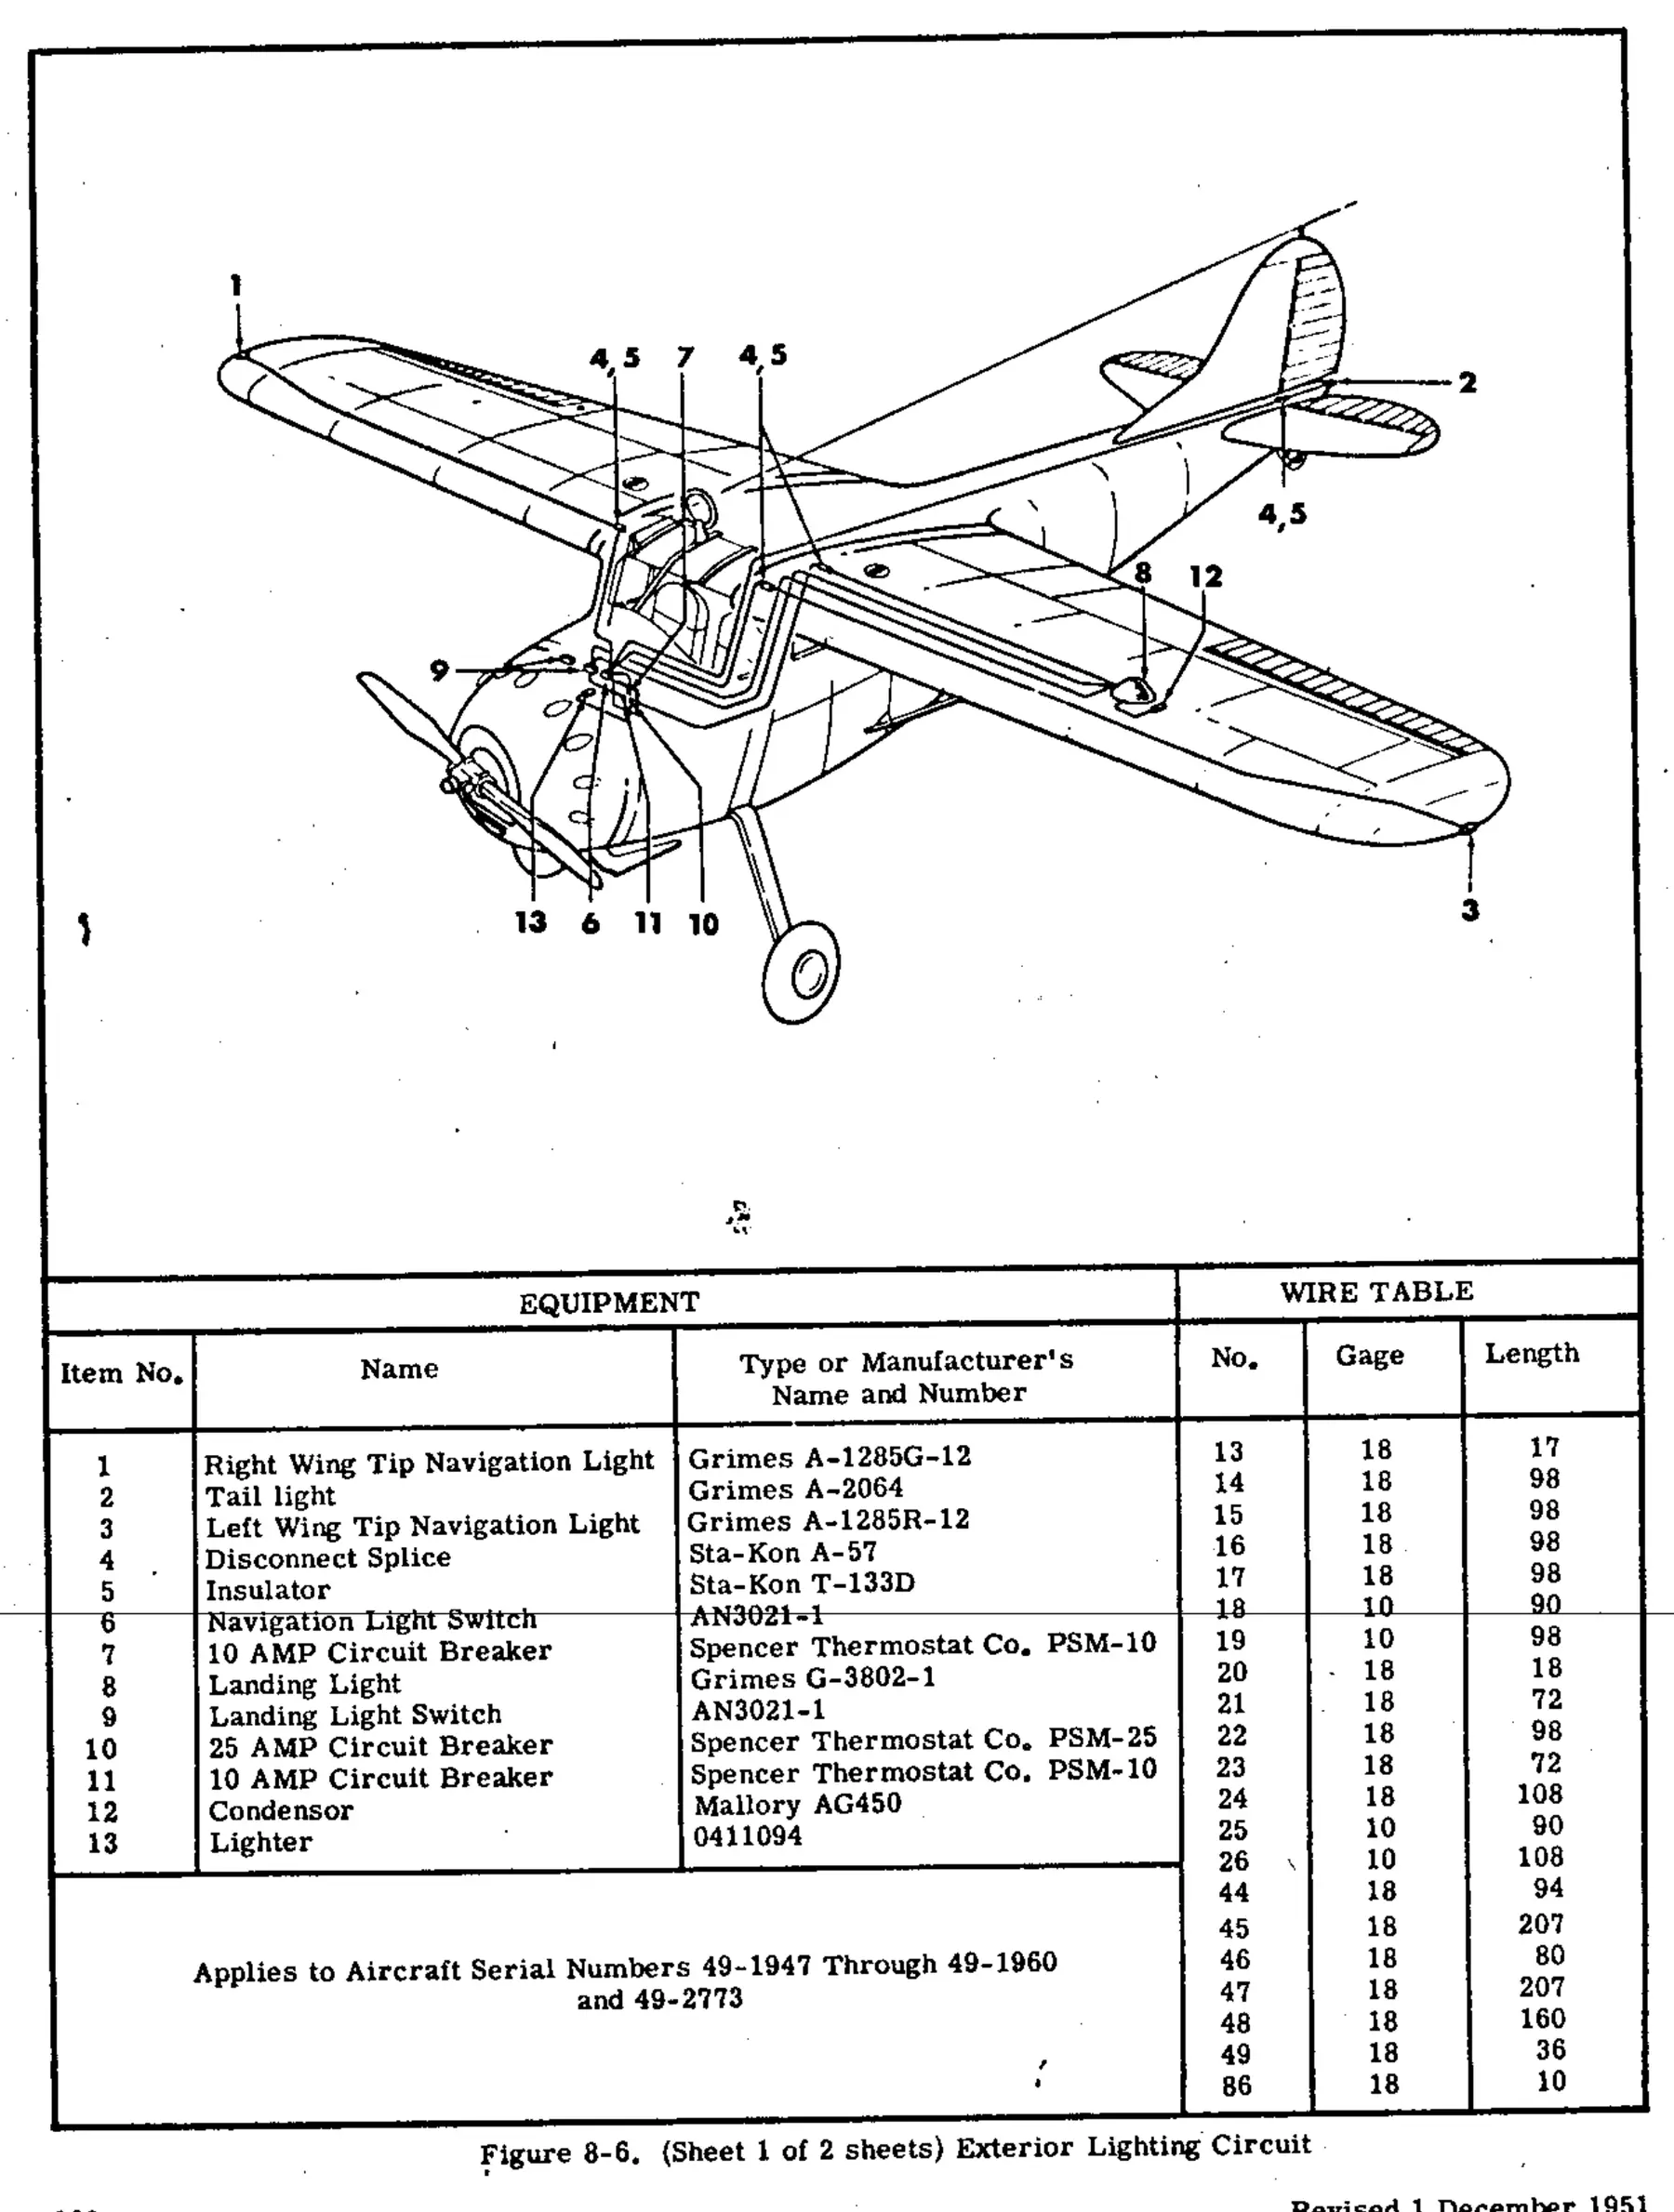 1
4,5 7 4,5
2
4,5
8 12
9
13 6 11 10
3
EQUIPMENT
WIRE TABLE
Item No. Name Type or Manufacturer's
Name and Number
No. Gage Length
1 Right Wing Tip Navigation Light Grimes A-1285G-12
2 Tail light Grimes A-2064
3 Left Wing Tip Navigation Light Grimes A-1285R-12
4 Disconnect Splice Sta-Kon A-57
5 Insulator Sta-Kon T-133D
6 Navigation Light Switch AN3021-1
7 10 AMP Circuit Breaker Spencer Thermostat Co. PSM-10
8 Landing Light Grimes G-3802-1
9 Landing Light Switch AN3021-1
10 25 AMP Circuit Breaker Spencer Thermostat Co. PSM-25
11 10 AMP Circuit Breaker Spencer Thermostat Co. PSM-10
12 Condensor Mallory AG450
13 Lighter 0411094
13 18 17
14 18 98
15 18 98
16 18 98
17 18 98
18 10 90
19 10 98
20 18 18
21 18 72
22 18 98
23 18 72
24 18 108
25 10 90
26 10 108
44 18 94
45 18 207
46 18 80
47 18 207
48 18 160
49 18 36
86 18 10
Applies to Aircraft Serial Numbers 49-1947 Through 49-1960
and 49-2773
Figure 8-6. (Sheet 1 of 2 sheets) Exterior Lighting Circuit
Revised 1 December 1951